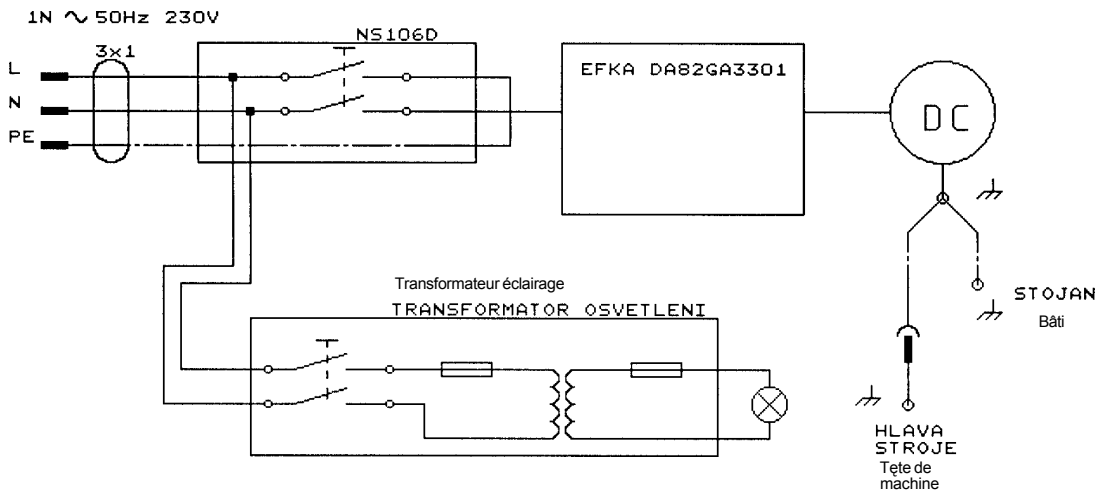 1N ~ 50Hz 230V
3x1
NS106D
L
N
PE
EFKA DA82GA3301
DC
Transformateur éclairage
TRANSFORMATOR OSVETLENI
STOJAN
Bâti
HLAVA
STROJE
Tęte de
machine